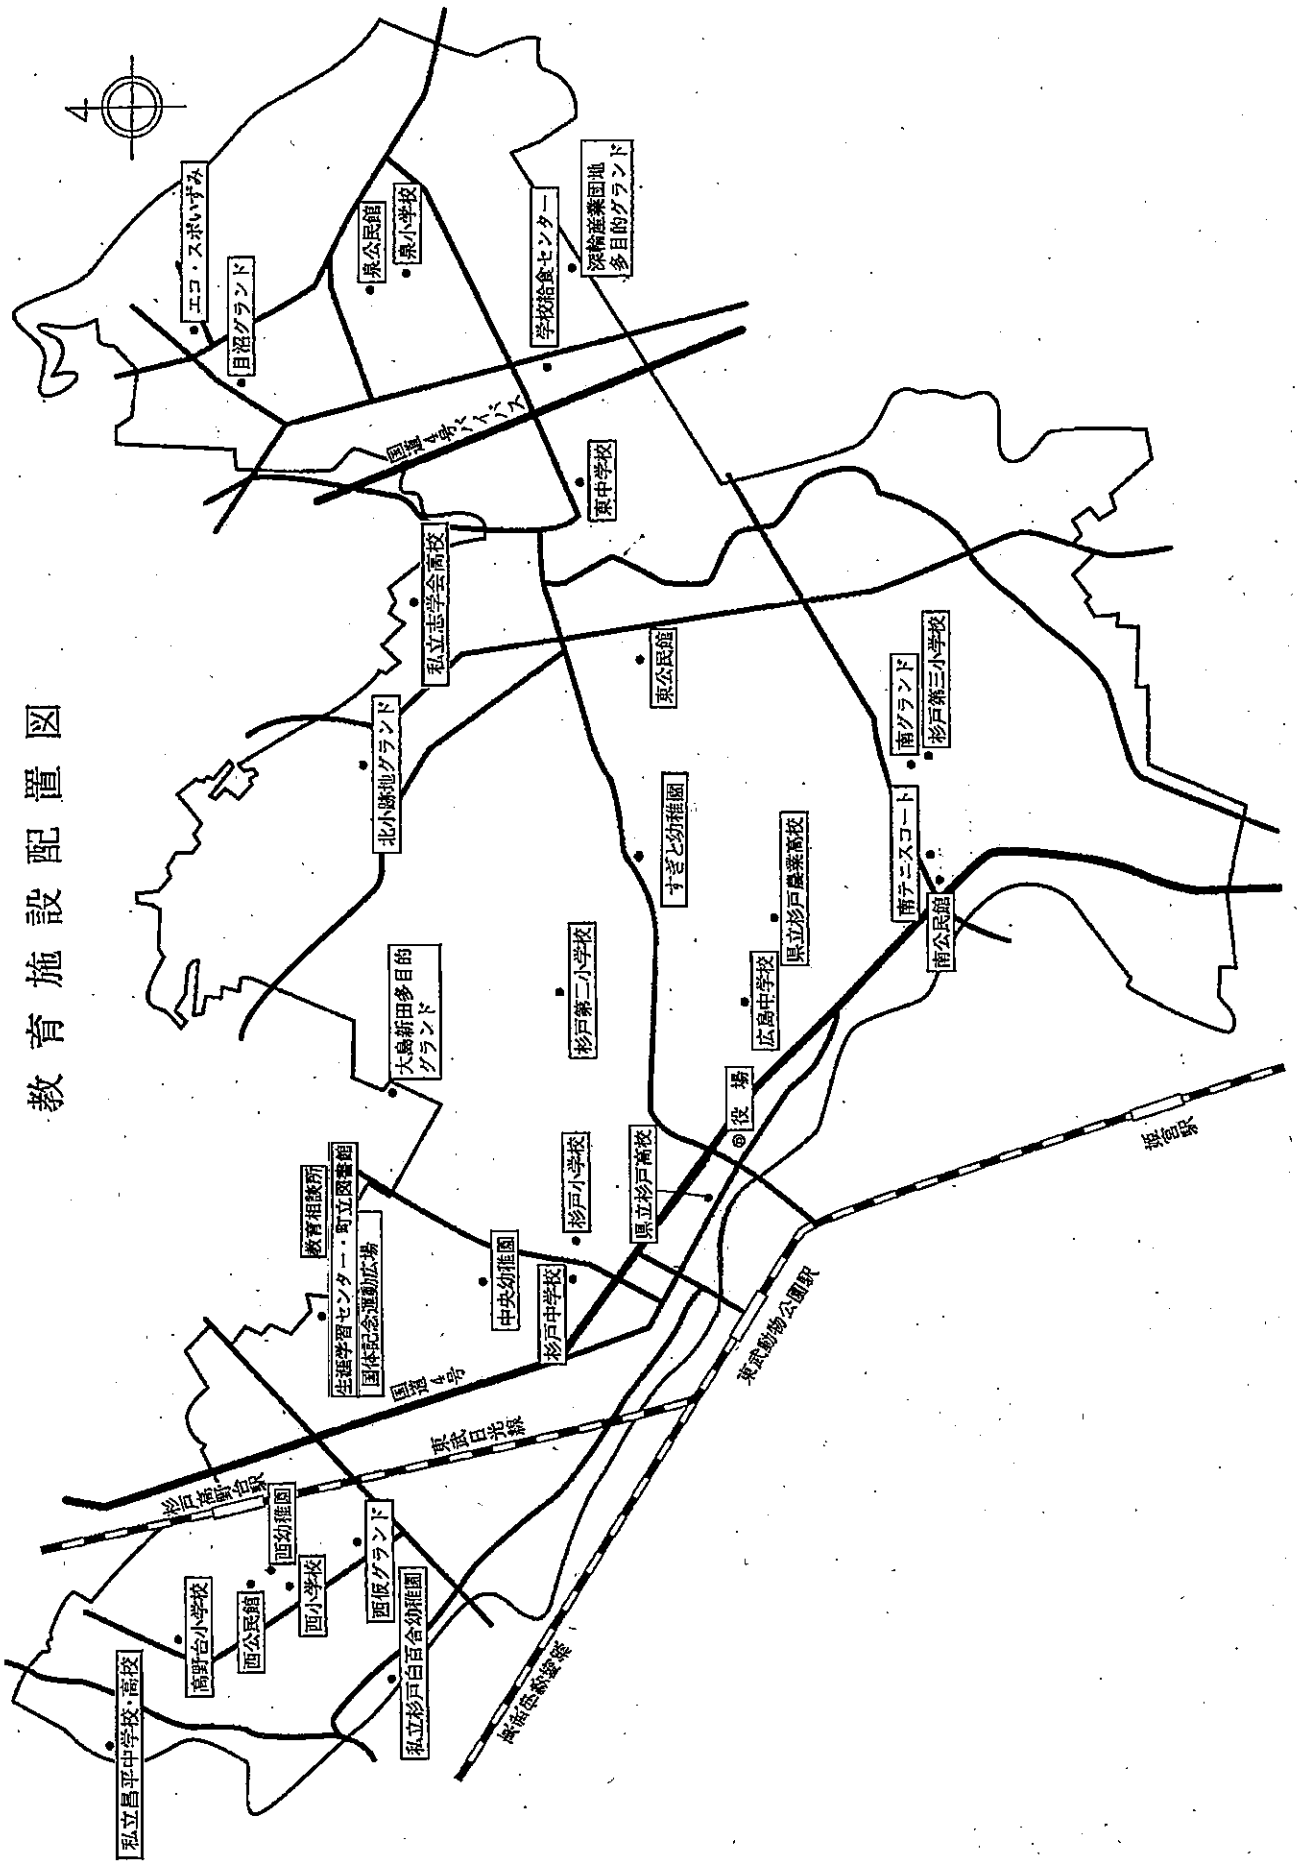 教育施設配置図
私立昌平中学校・高校
高野台小学校
西公民館
西幼稚園
西小学校
西仮グランド
私立杉戸白百合幼稚園
杉戸高野台駅
東武日光線
国道4号
教育相談所
生涯学習センター・町立図書館
国体記念運動広場
中央幼稚園
杉戸中学校
杉戸小学校
県立杉戸高校
役場
東武動物公園駅
姫宮駅
大島新田多目的
グランド
杉戸第二小学校
広島中学校
県立杉戸農業高校
すぎと幼稚園
南公民館
南テニスコート
南グランド
杉戸第三小学校
北小跡地グランド
私立志学会高校
東公民館
東中学校
国道4号バイパス
目沼グランド
エコ・スポいずみ
泉公民館
泉小学校
学校給食センター
深輪産業団地
多目的グランド